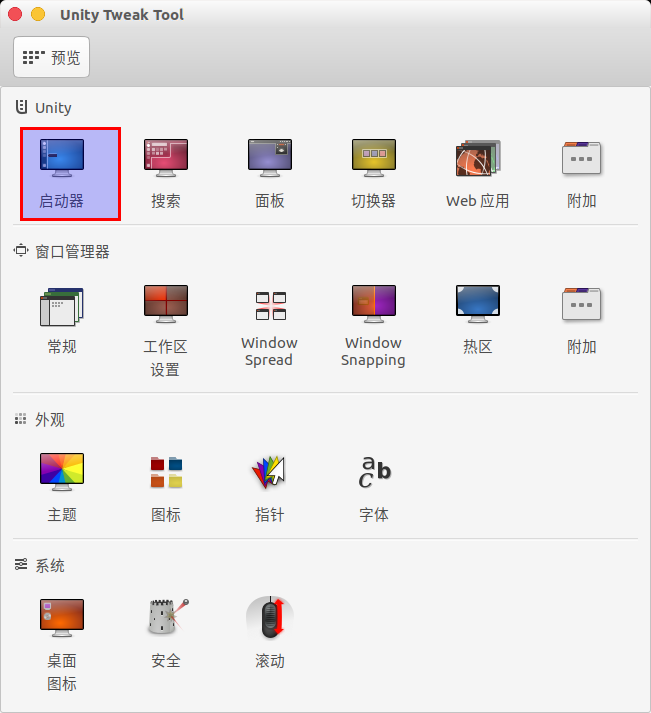 Unity Tweak Tool
预览
Unity
启动器
搜索
面板
切换器
Web 应用
附加
窗口管理器
常规
工作区
设置
Window
Spread
Window
Snapping
热区
附加
外观
主题
图标
指针
a
b
c
字体
系统
桌面
图标
安全
滚动